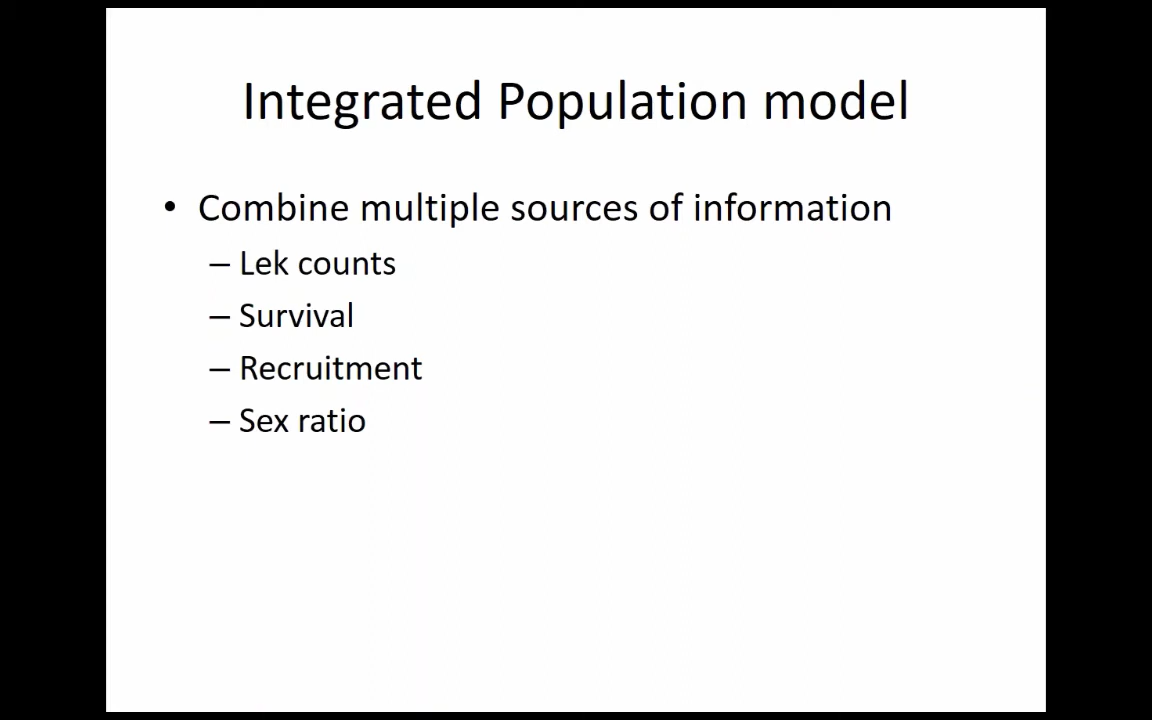 Integrated Population model
• Combine multiple sources of information
– Lek counts
– Survival
– Recruitment
– Sex ratio